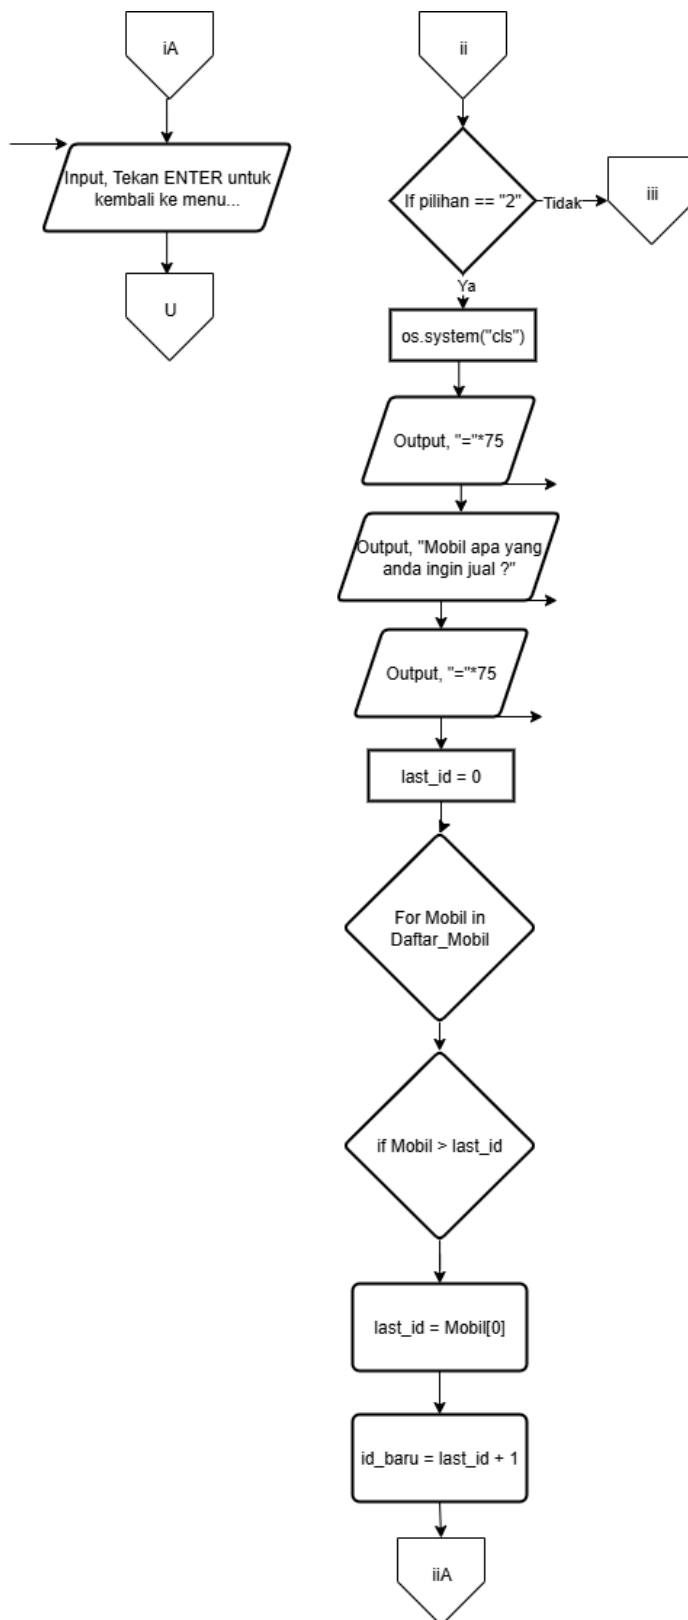 iA
Input, Tekan ENTER untuk
kembali ke menu...
U
ii
If pilihan == "2"
Tidak
iii
Ya
os.system("cls")
Output, "="*75
Output, "Mobil apa yang
anda ingin jual ?"
Output, "="*75
last_id = 0
For Mobil in
Daftar_Mobil
if Mobil > last_id
last_id = Mobil[0]
id_baru = last_id + 1
iiA